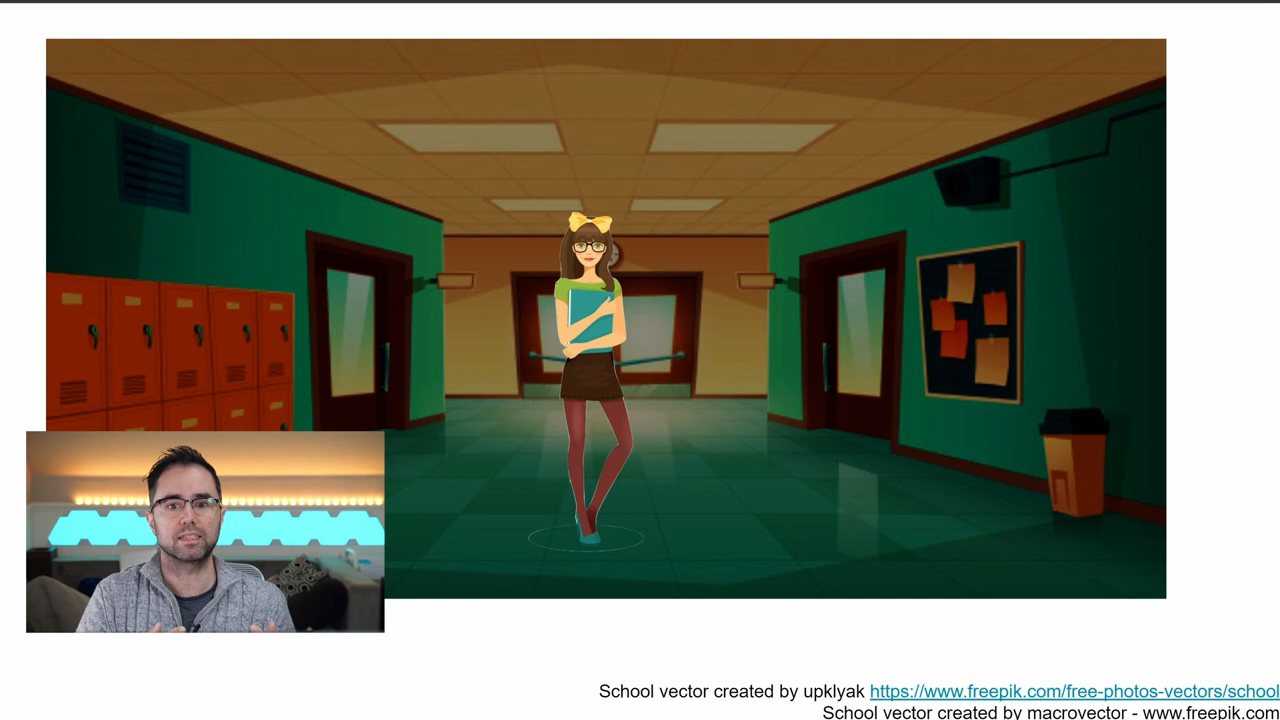 School vector created by upklyak https://www.freepik.com/free-photos-vectors/school
School vector created by macrovector - www.freepik.com